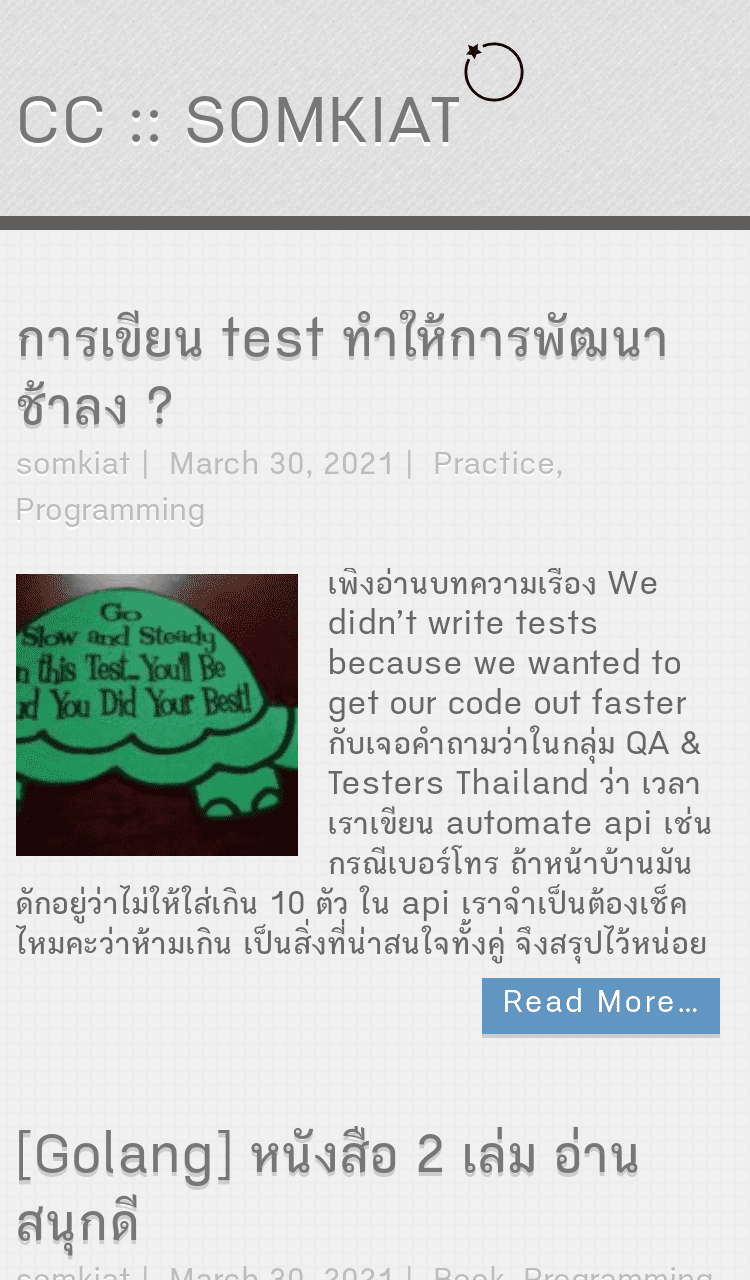 CC :: SOMKIAT
การเขียน test ทำให้การพัฒนา
ช้าลง ?
somkiat | March 30, 2021 | Practice,
Programming
Go
Slow and Steady
this Test... You'll Be
You Did Your Best!
เพิ่งอ่านบทความเรื่อง We
didn’t write tests
because we wanted to
get our code out faster
กับเจอคำถามว่าในกลุ่ม QA &
Testers Thailand ว่า เวลา
เราเขียน automate api เช่น
กรณีเบอร์โทร ถ้าหน้าบ้านมัน
ดักอยู่ว่าไม่ให้ใส่เกิน 10 ตัว ใน api เราจำเป็นต้องเช็ค
ไหมคะว่าห้ามเกิน เป็นสิ่งที่น่าสนใจทั้งคู่ จึงสรุปไว้หน่อย
Read More…
[Golang] หนังสือ 2 เล่ม อ่าน
สนุกดี
somkiat | March 30, 2021 | Book, Programming